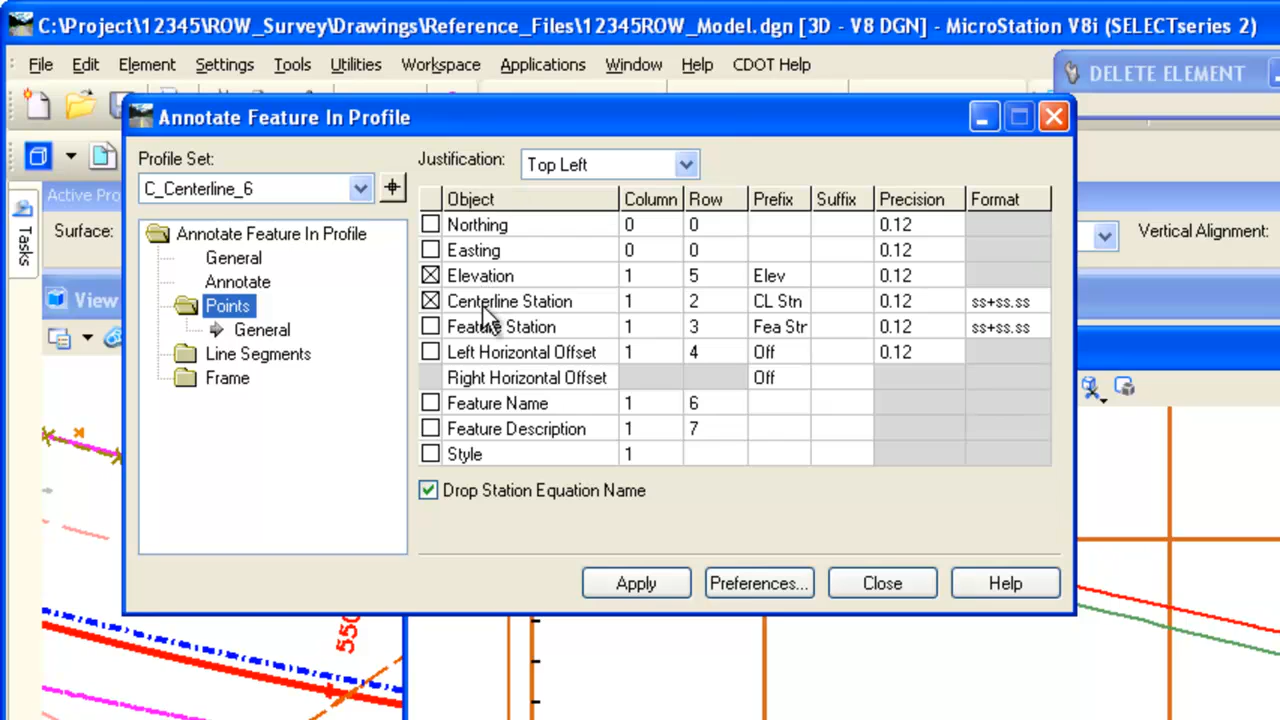 C:\Project\12345\ROW_Survey\Drawings\Reference_Files\12345ROW_Model.dgn [3D - V8 DGN] - MicroStation V8i (SELECTseries 2)
File Edit Element Settings Tools Utilities Workspace Applications Window Help CDOT Help
DELETE ELEMENT
Annotate Feature In Profile
Profile Set:
C_Centerline_6
Justification: Top Left
Object Column Row Prefix Suffix Precision Format
Northing 0 0 0.12
Easting 0 0 0.12
Elevation 1 5 Elev 0.12
Centerline Station 1 2 CL Stn 0.12 ss+ss.ss
Feature Station 1 3 Fea Str 0.12 ss+ss.ss
Left Horizontal Offset 1 4 Off 0.12
Right Horizontal Offset Off
Feature Name 1 6
Feature Description 1 7
Style 1
Drop Station Equation Name
Annotate Feature In Profile
General
Annotate
Points
General
Line Segments
Frame
Apply Preferences... Close Help
Active Pro
Surface:
Tasks
View
Vertical Alignment:
550